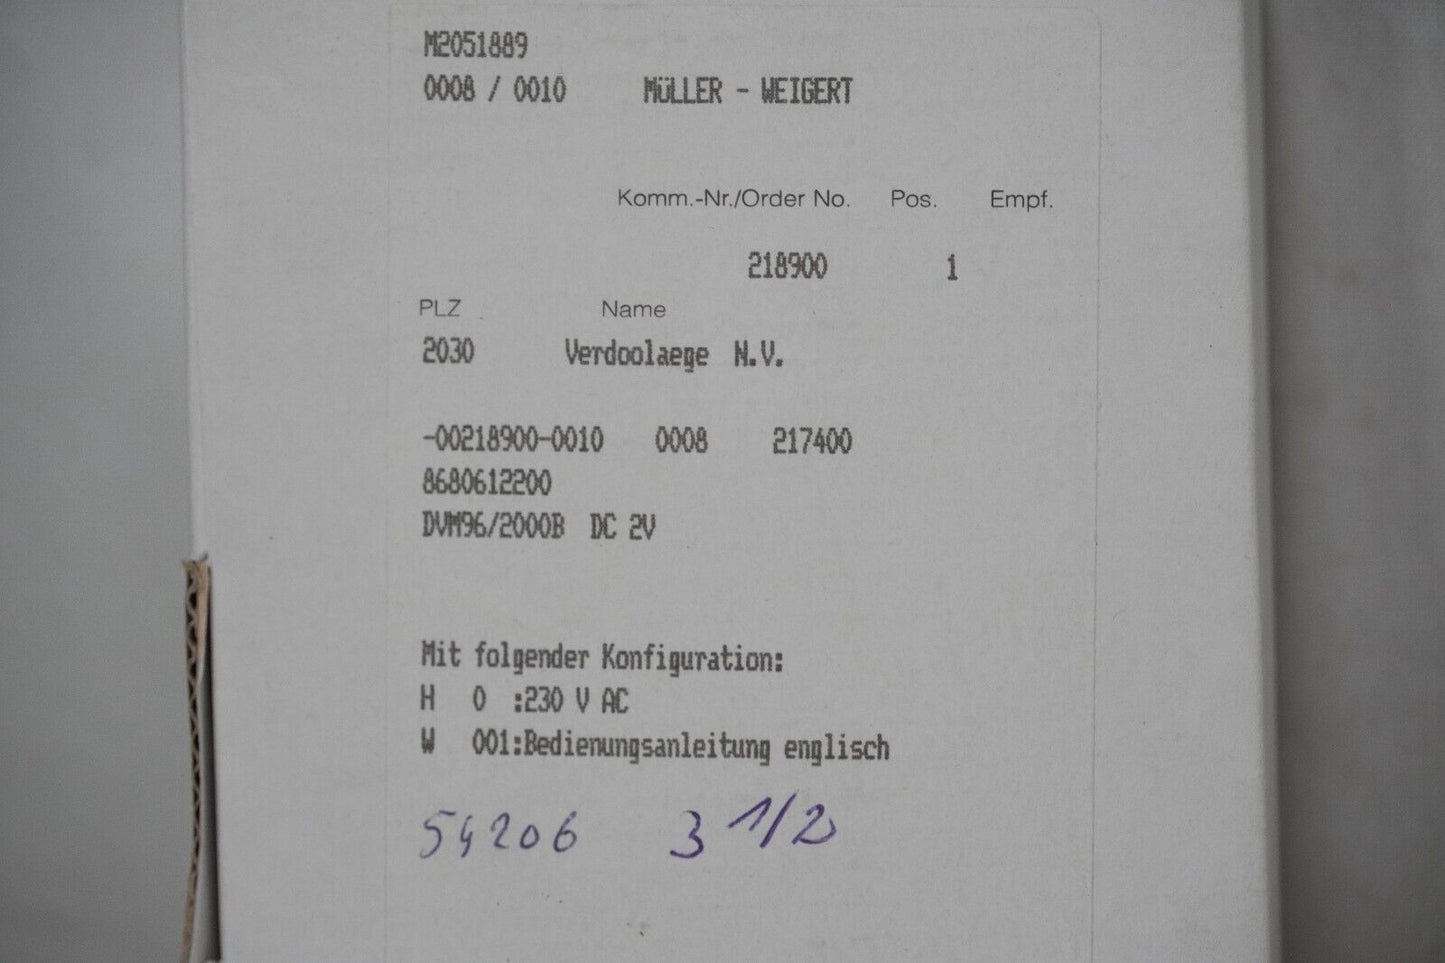 M2051889
0008 / 0010 MüLLER - WEIGERT
Komm.-Nr./Order No. Pos. Empf.
218900 1
PLZ Name
2030 Verdoolaege N.V.
-00218900-0010 0008 217400
8680612200
DVM96/2000B DC 2V
Mit folgender Konfiguration:
H 0 :230 V AC
W 001:Bedienungsanleitung englisch
54206 3 1/2